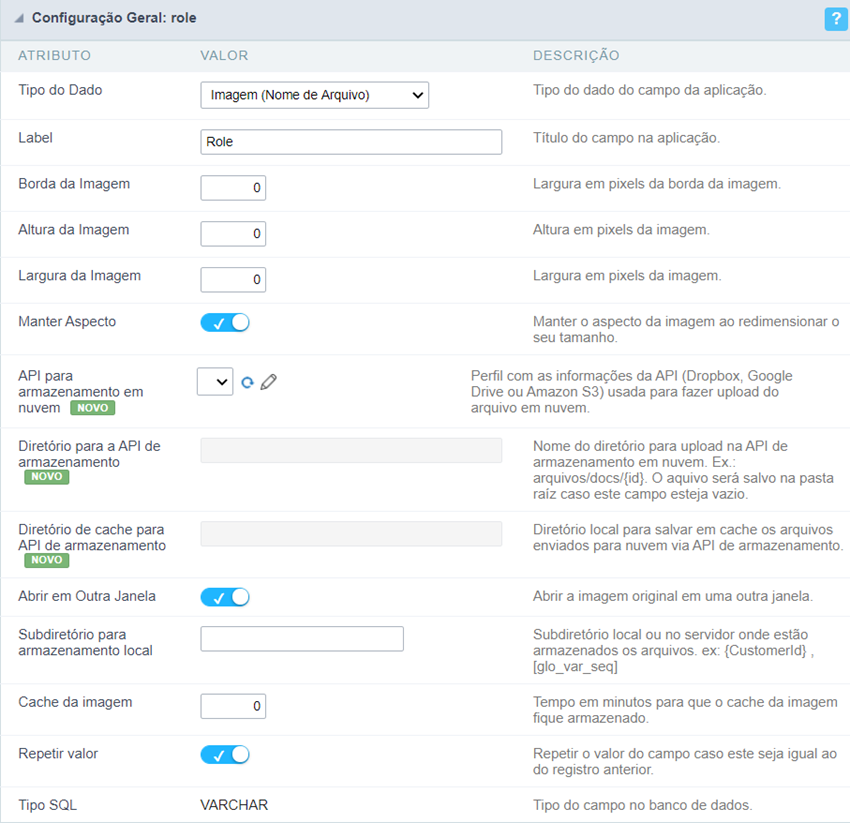 Configuração Geral: role
?
ATRIBUTO VALOR DESCRIÇÃO
Tipo do Dado Imagem (Nome de Arquivo) Tipo do dado do campo da aplicação.
Label Role Título do campo na aplicação.
Borda da Imagem 0 Largura em pixels da borda da imagem.
Altura da Imagem 0 Altura em pixels da imagem.
Largura da Imagem 0 Largura em pixels da imagem.
Manter Aspecto Manter o aspecto da imagem ao redimensionar o
seu tamanho.
API para
armazenamento em
nuvem NOVO
Perfil com as informações da API (Dropbox, Google
Drive ou Amazon S3) usada para fazer upload do
arquivo em nuvem.
Diretório para a API de
armazenamento
NOVO
Nome do diretório para upload na API de
armazenamento em nuvem. Ex.:
arquivos/docs/{id}. O aquivo será salvo na pasta
raíz caso este campo esteja vazio.
Diretório de cache para
API de armazenamento
NOVO
Diretório local para salvar em cache os arquivos
enviados para nuvem via API de armazenamento.
Abrir em Outra Janela Abrir a imagem original em uma outra janela.
Subdiretório para
armazenamento local
Subdiretório local ou no servidor onde estão
armazenados os arquivos. ex: {CustomerId} ,
[glo_var_seq]
Cache da imagem 0 Tempo em minutos para que o cache da imagem
fique armazenado.
Repetir valor Repetir o valor do campo caso este seja igual ao
do registro anterior.
Tipo SQL VARCHAR Tipo do campo no banco de dados.